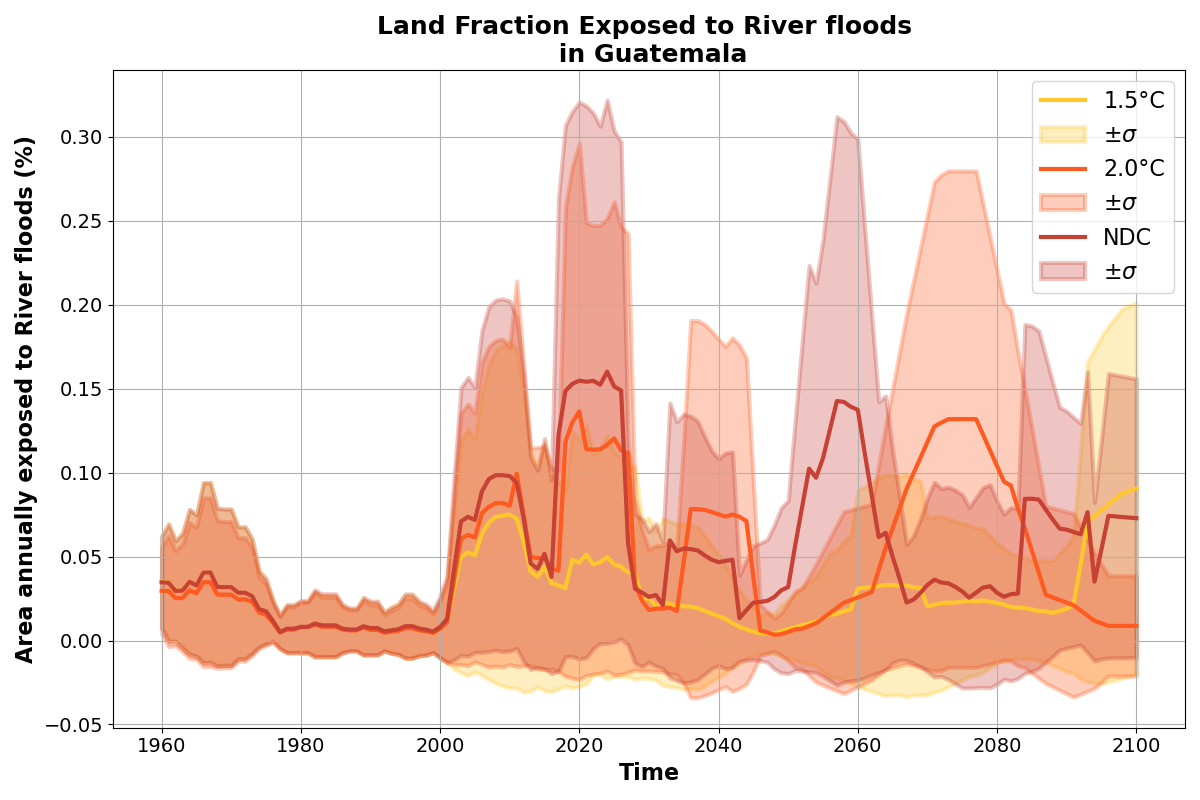 Land Fraction Exposed to River floods
in Guatemala
Area annually exposed to River floods (%)
0.30
0.25
0.20
0.15
0.10
0.05
0.00
−0.05
1.5°C
±σ
2.0°C
±σ
NDC
±σ
1960 1980 2000 2020 2040 2060 2080 2100
Time